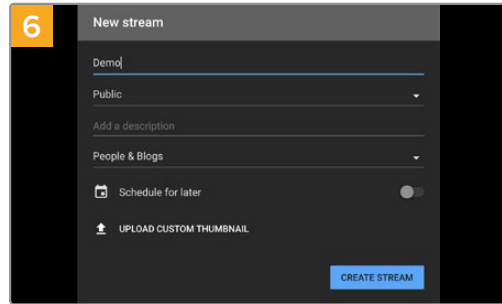 6
New stream
Demo
Public
Add a description
People & Blogs
Schedule for later
UPLOAD CUSTOM THUMBNAIL
CREATE STREAM